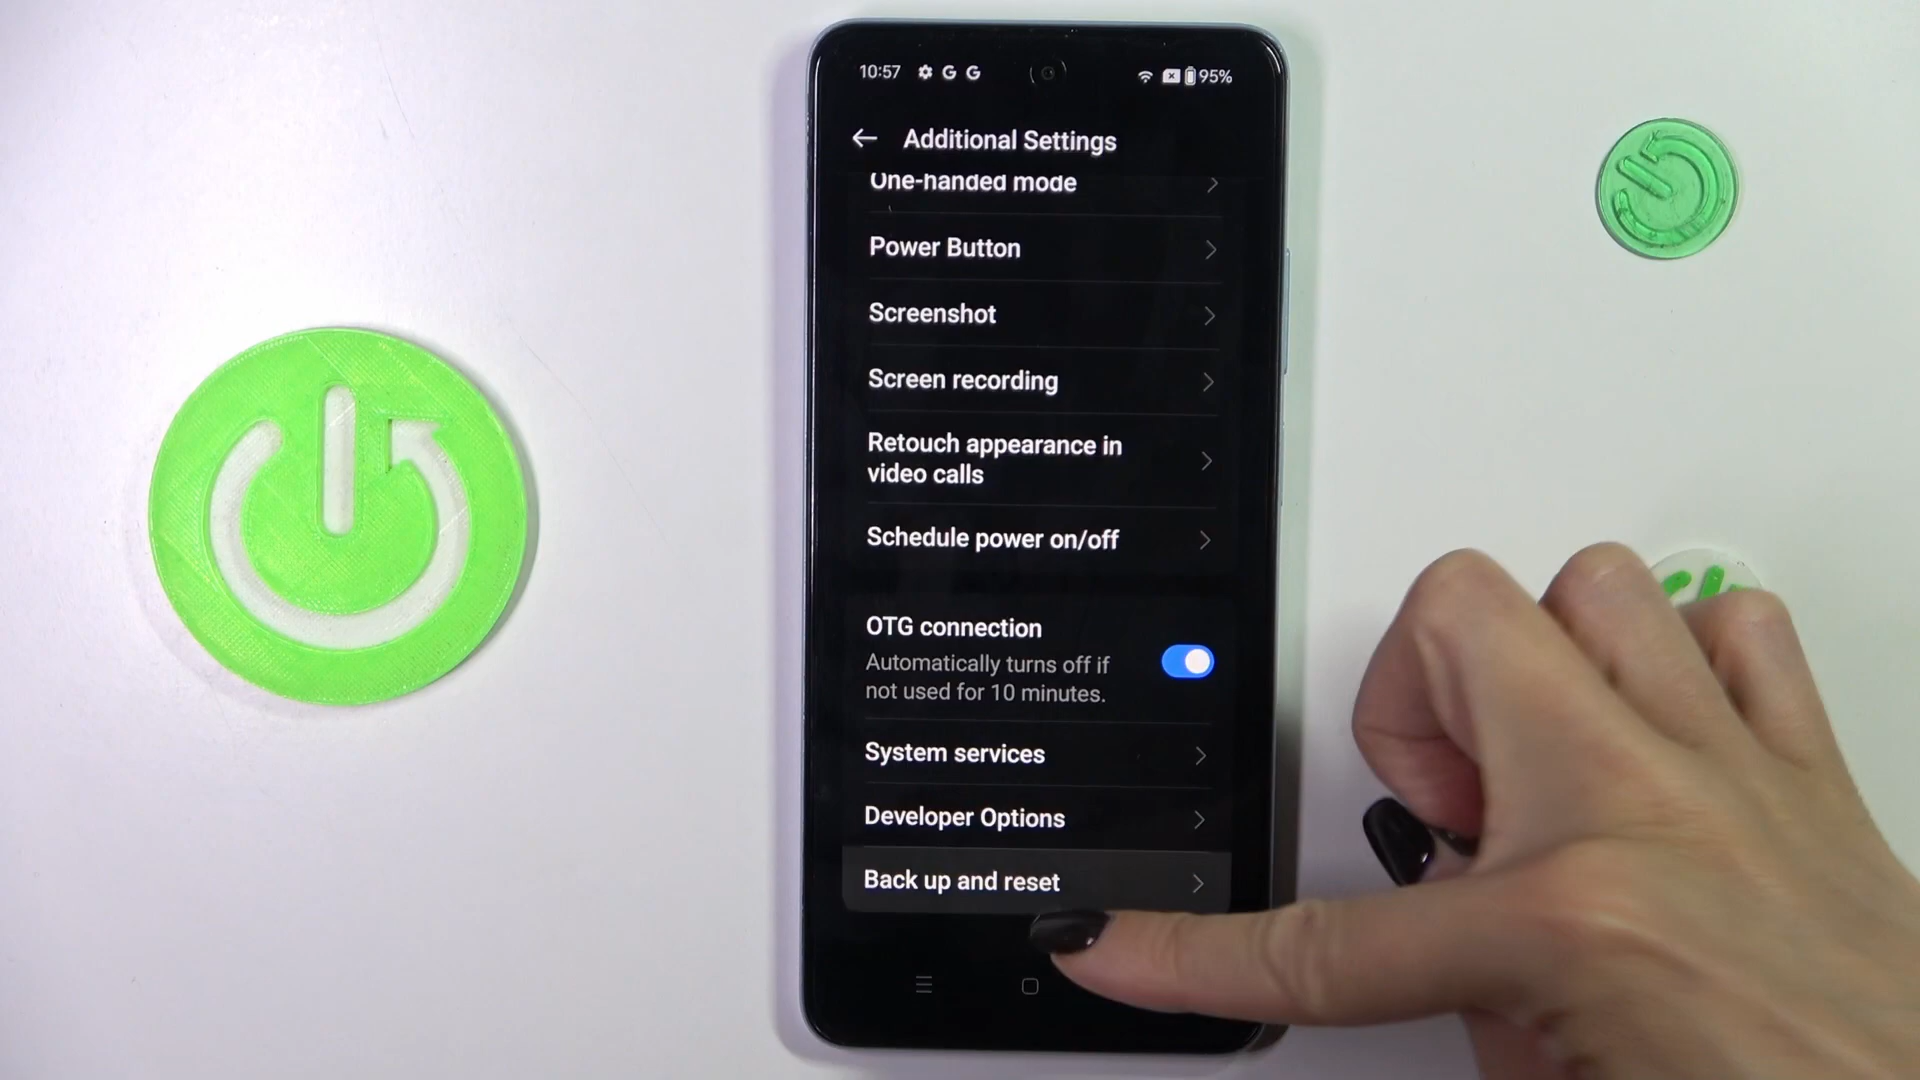 10:57 G G 95%
Additional Settings
One-handed mode
Power Button
Screenshot
Screen recording
Retouch appearance in
video calls
Schedule power on/off
OTG connection
Automatically turns off if
not used for 10 minutes.
System services
Developer Options
Back up and reset